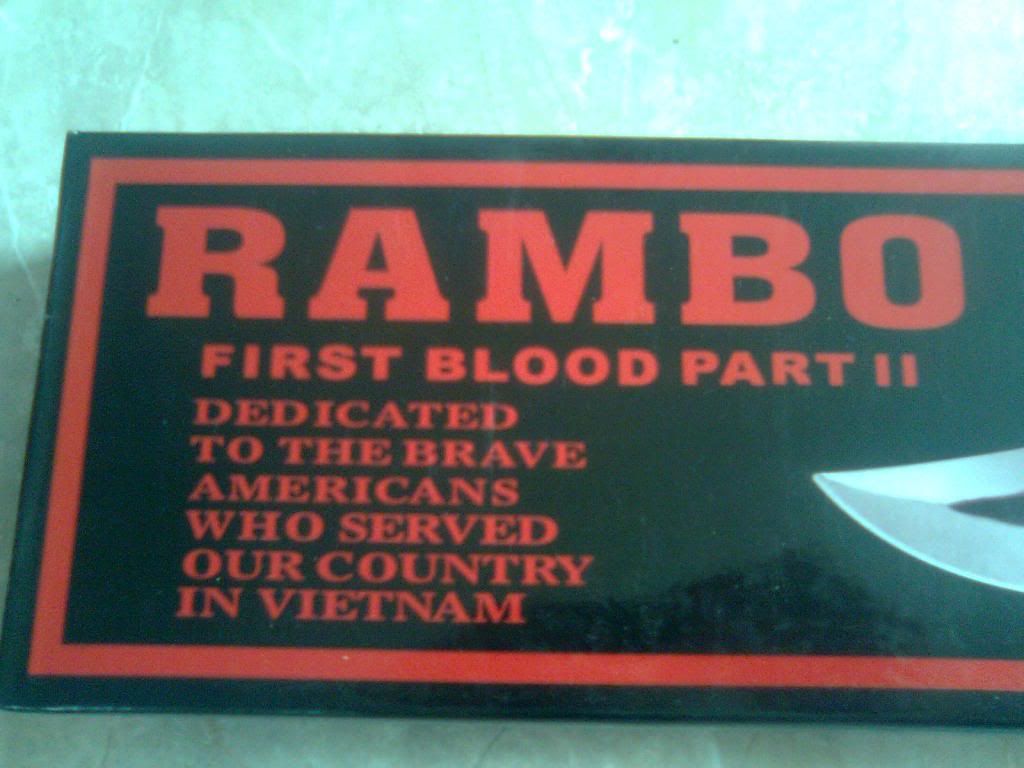 RAMBO
FIRST BLOOD PART II
DEDICATED
TO THE BRAVE
AMERICANS
WHO SERVED
OUR COUNTRY
IN VIETNAM